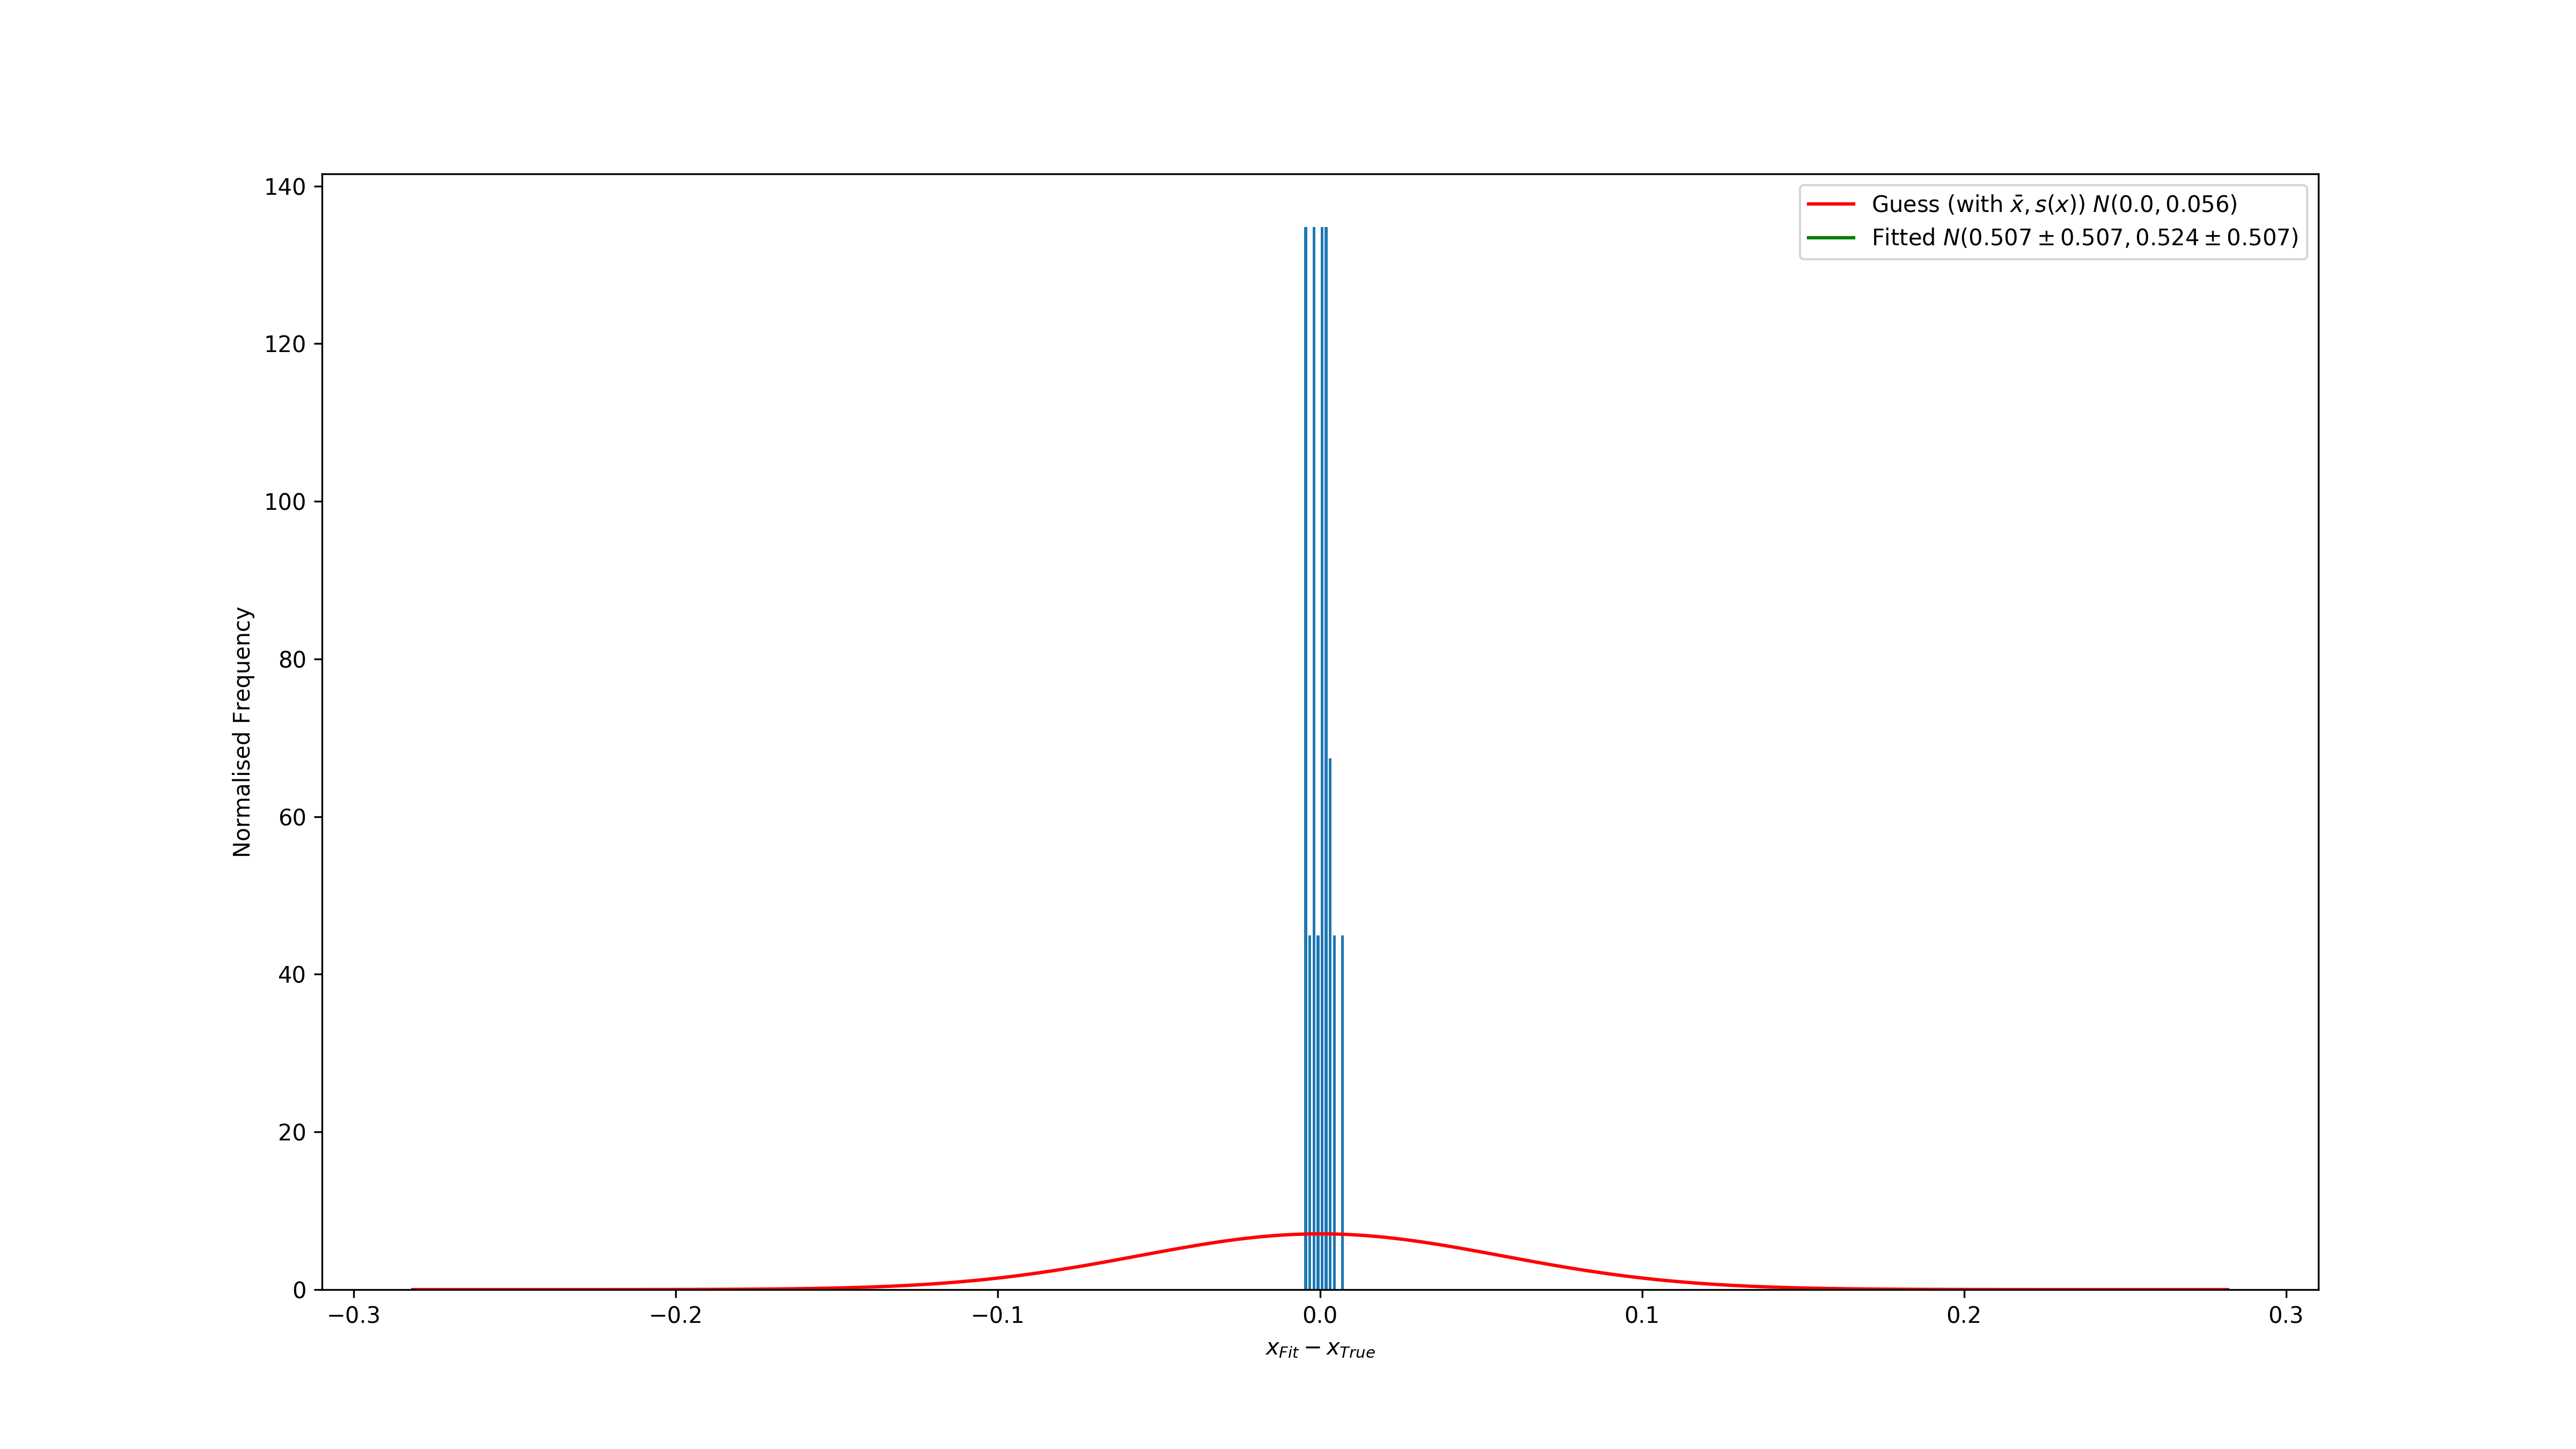 140
120
100
80
60
40
20
0
Normalised Frequency
Guess (with x̄, s(x)) N(0.0, 0.056)
Fitted N(0.507 ± 0.507, 0.524 ± 0.507)
−0.3 −0.2 −0.1 0.0 0.1 0.2 0.3
x_Fit − x_True